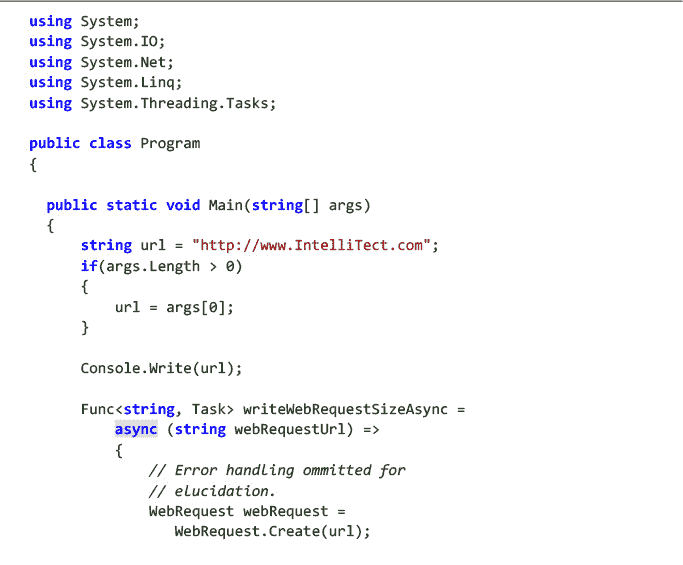 using System;
using System.IO;
using System.Net;
using System.Linq;
using System.Threading.Tasks;
public class Program
{
public static void Main(string[] args)
{
string url = "http://www.IntelliTect.com";
if(args.Length > 0)
{
url = args[0];
}
Console.Write(url);
Func<string, Task> writeWebRequestSizeAsync =
async (string webRequestUrl) =>
{
// Error handling ommitted for
// elucidation.
WebRequest webRequest =
WebRequest.Create(url);